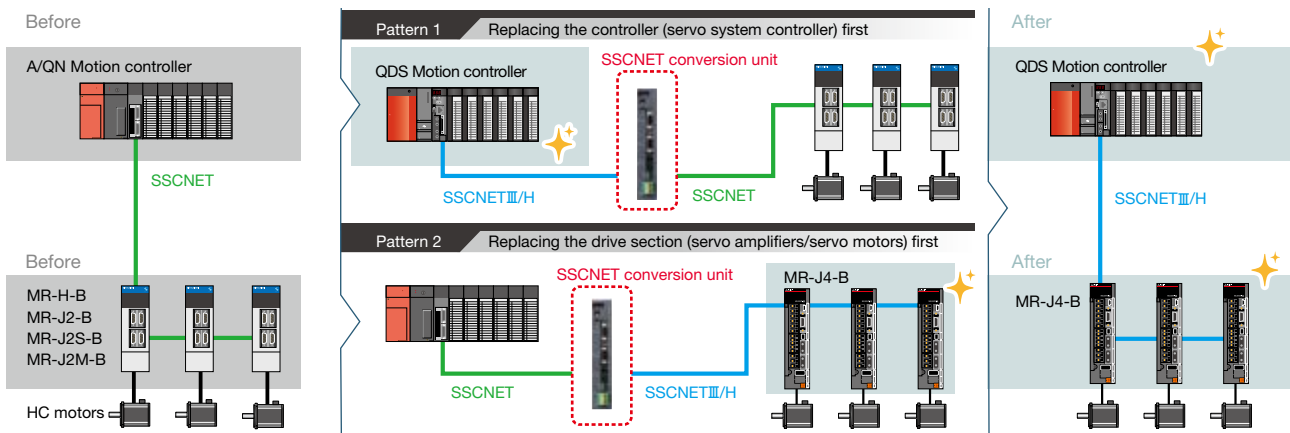 Before
A/QN Motion controller
SSCNET
Before
MR-H-B
MR-J2-B
MR-J2S-B
MR-J2M-B
HC motors
Pattern 1 Replacing the controller (servo system controller) first
SSCNET conversion unit
QDS Motion controller
SSCNETⅢ/H
SSCNET
Pattern 2 Replacing the drive section (servo amplifiers/servo motors) first
SSCNET conversion unit
MR-J4-B
SSCNET
SSCNETⅢ/H
After
QDS Motion controller
SSCNETⅢ/H
After
MR-J4-B